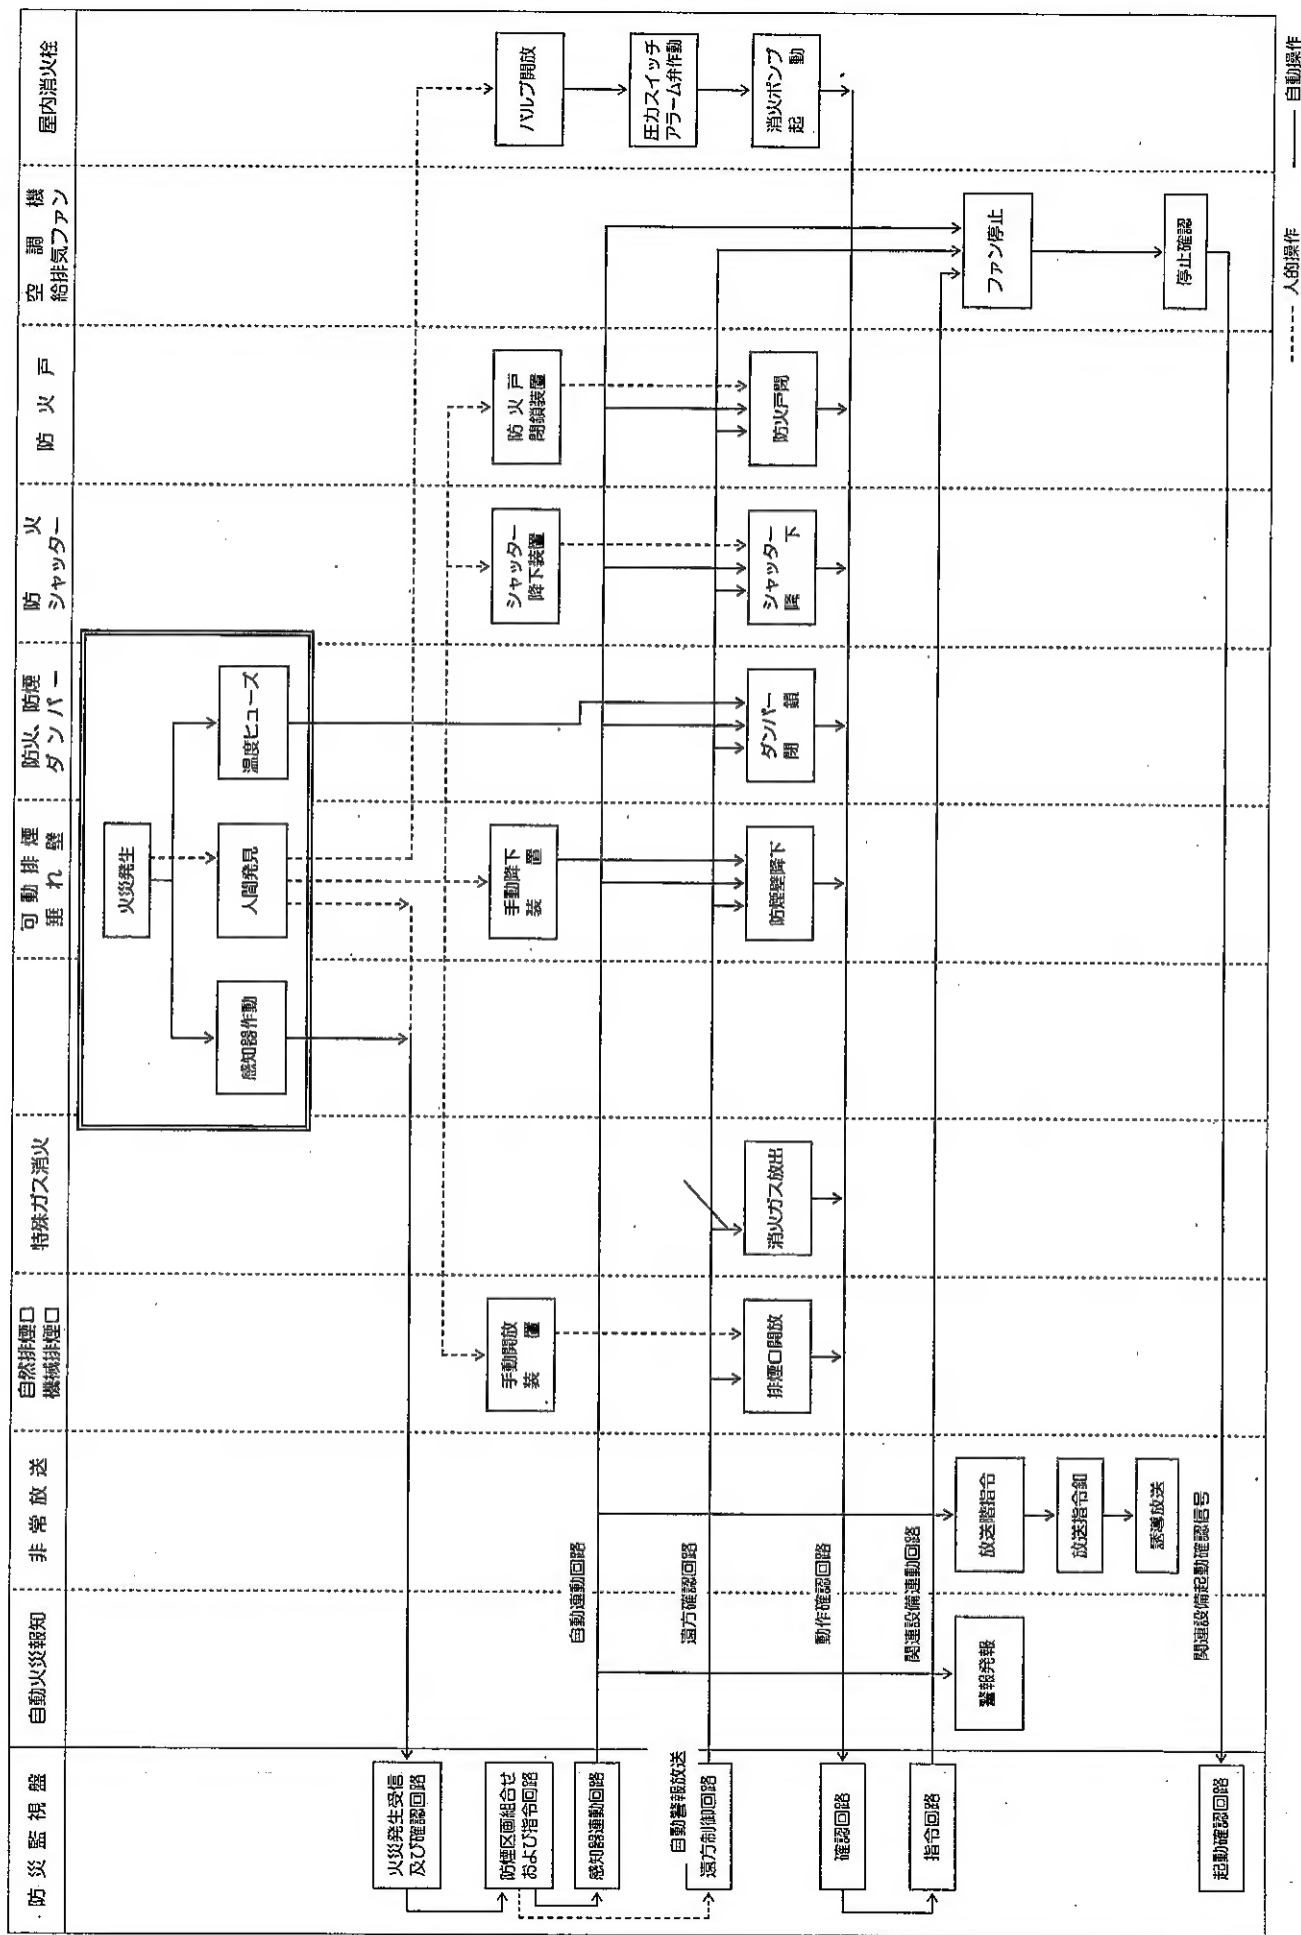 防災監視盤
自動火災報知
非常放送
自然排煙口
機械排煙口
特殊ガス消火
可動排煙
垂れ壁
防火、防煙
ダンパー
防火
シャッター
防火戸
空調機
給排気ファン
屋内消火栓
火災発生
感知器作動
人間発見
温度ヒューズ
火災発生受信
及び確認回路
防煙区画組合せ
および指令回路
手動開放
装置
手動降下
装置
シャッター
降下装置
防火戸
閉鎖装置
バルブ開放
感知器連動回路
自動連動回路
圧力スイッチ
アラーム弁作動
自動警報放送
遠方制御回路
遠方確認回路
排煙口開放
消火ガス放出
防煙壁降下
ダンパー
閉鎖
シャッター
降下
防火戸閉
消火ポンプ
起動
確認回路
動作確認回路
指令回路
関連設備連動回路
警報発報
放送階指令
ファン停止
放送指令卸
誘導放送
停止確認
起動確認回路
関連設備起動確認信号
人的操作
自動操作